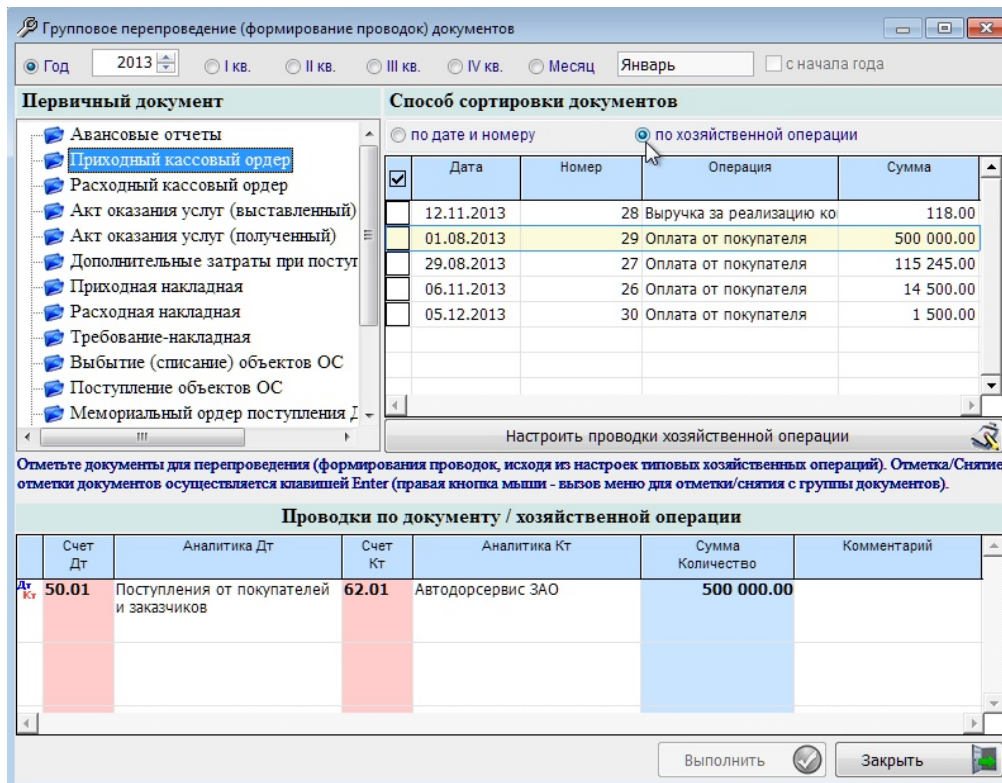 Групповое перепроведение (формирование проводок) документов
Год 2013 I кв. II кв. III кв. IV кв. Месяц Январь с начала года
Первичный документ
Авансовые отчеты
Приходный кассовый ордер
Расходный кассовый ордер
Акт оказания услуг (выставленный)
Акт оказания услуг (полученный)
Дополнительные затраты при посту
Приходная накладная
Расходная накладная
Требование-накладная
Выбытие (списание) объектов ОС
Поступление объектов ОС
Мемориальный ордер поступления Д
Способ сортировки документов
по дате и номеру по хозяйственной операции
Дата Номер Операция Сумма
12.11.2013 28 Выручка за реализацию ко 118.00
01.08.2013 29 Оплата от покупателя 500 000.00
29.08.2013 27 Оплата от покупателя 115 245.00
06.11.2013 26 Оплата от покупателя 14 500.00
05.12.2013 30 Оплата от покупателя 1 500.00
Настроить проводки хозяйственной операции
Отметьте документы для перепроведения (формирования проводок, исходя из настроек типовых хозяйственных операций). Отметка/Снятие
отметки документов осуществляется клавишей Enter (правая кнопка мыши - вызов меню для отметки/снятия с группы документов).
Проводки по документу / хозяйственной операции
Счет Аналитика Дт Счет Аналитика Кт Сумма Комментарий
Дт Кт Количество
Дт 50.01 Поступления от покупателей 62.01 Автодорсервис ЗАО 500 000.00
Кт и заказчиков
Выполнить Закрыть